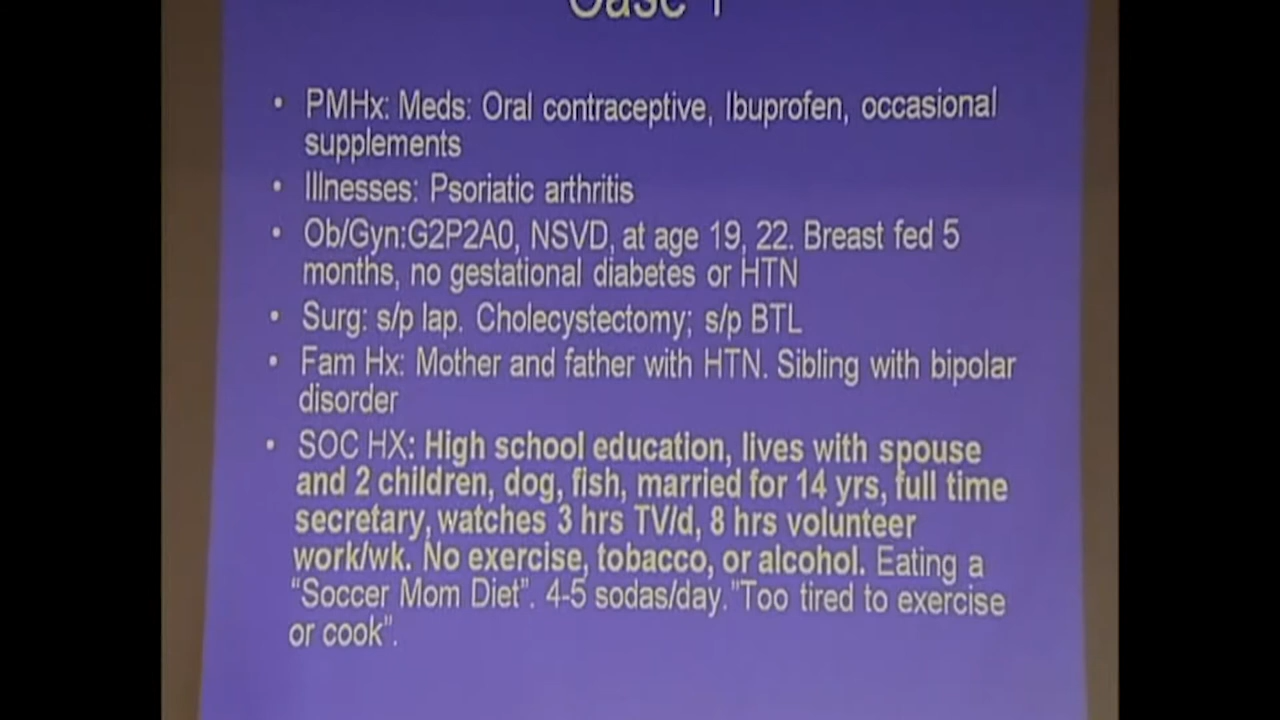 Case 1
• PMHx: Meds: Oral contraceptive, Ibuprofen, occasional
supplements
• Illnesses: Psoriatic arthritis
• Ob/Gyn:G2P2A0, NSVD, at age 19, 22. Breast fed 5
months, no gestational diabetes or HTN
• Surg: s/p lap. Cholecystectomy; s/p BTL
• Fam Hx: Mother and father with HTN. Sibling with bipolar
disorder
• SOC HX: High school education, lives with spouse
and 2 children, dog, fish, married for 14 yrs, full time
secretary, watches 3 hrs TV/d, 8 hrs volunteer
work/wk. No exercise, tobacco, or alcohol. Eating a
“Soccer Mom Diet”. 4-5 sodas/day."Too tired to exercise
or cook”.